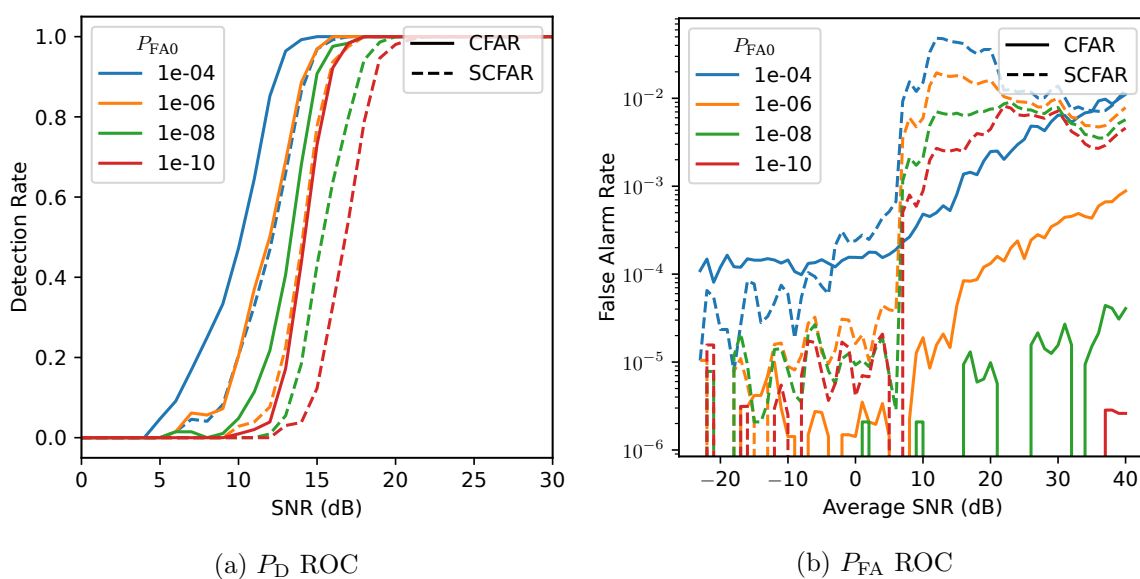 P_FA0
1e-04
1e-06
1e-08
1e-10
CFAR
SCFAR
1.0
0.8
0.6
0.4
0.2
0.0
Detection Rate
0 5 10 15 20 25 30
SNR (dB)
(a) P_D ROC
P_FA0
1e-04
1e-06
1e-08
1e-10
CFAR
SCFAR
10^−2
10^−3
10^−4
10^−5
10^−6
False Alarm Rate
−20 −10 0 10 20 30 40
Average SNR (dB)
(b) P_FA ROC